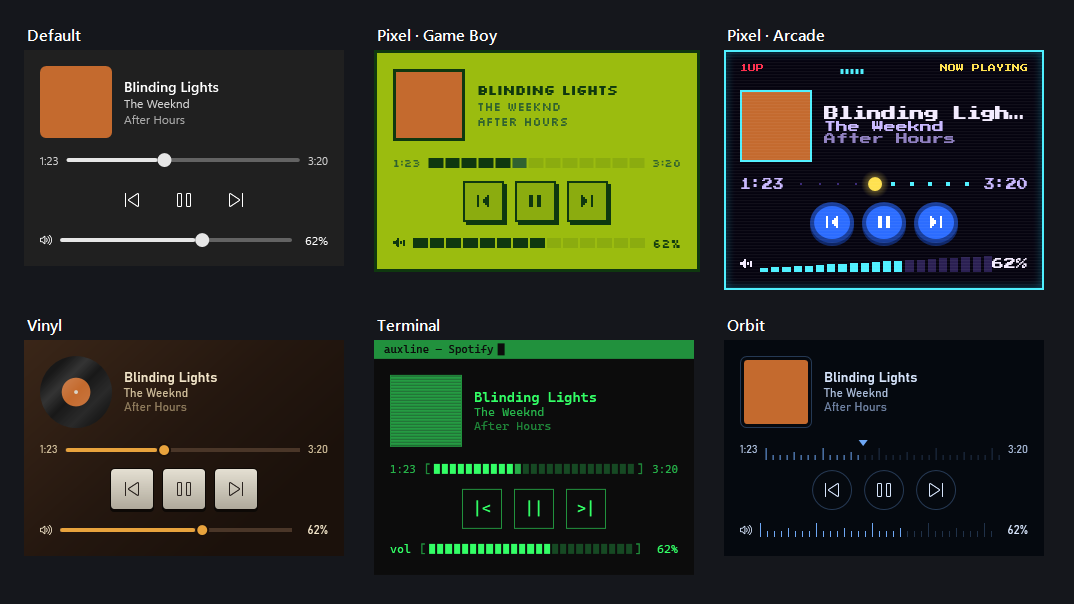 Default
Blinding Lights
The Weeknd
After Hours
1:23 3:20
62%
Pixel · Game Boy
BLINDING LIGHTS
THE WEEKND
AFTER HOURS
1:23 3:20
62%
Pixel · Arcade
1UP NOW PLAYING
Blinding Ligh…
The Weeknd
After Hours
1:23 3:20
62%
Vinyl
Blinding Lights
The Weeknd
After Hours
1:23 3:20
62%
Terminal
auxline — Spotify
Blinding Lights
The Weeknd
After Hours
1:23 [ ] 3:20
|< || >|
vol [ ] 62%
Orbit
Blinding Lights
The Weeknd
After Hours
1:23 3:20
62%